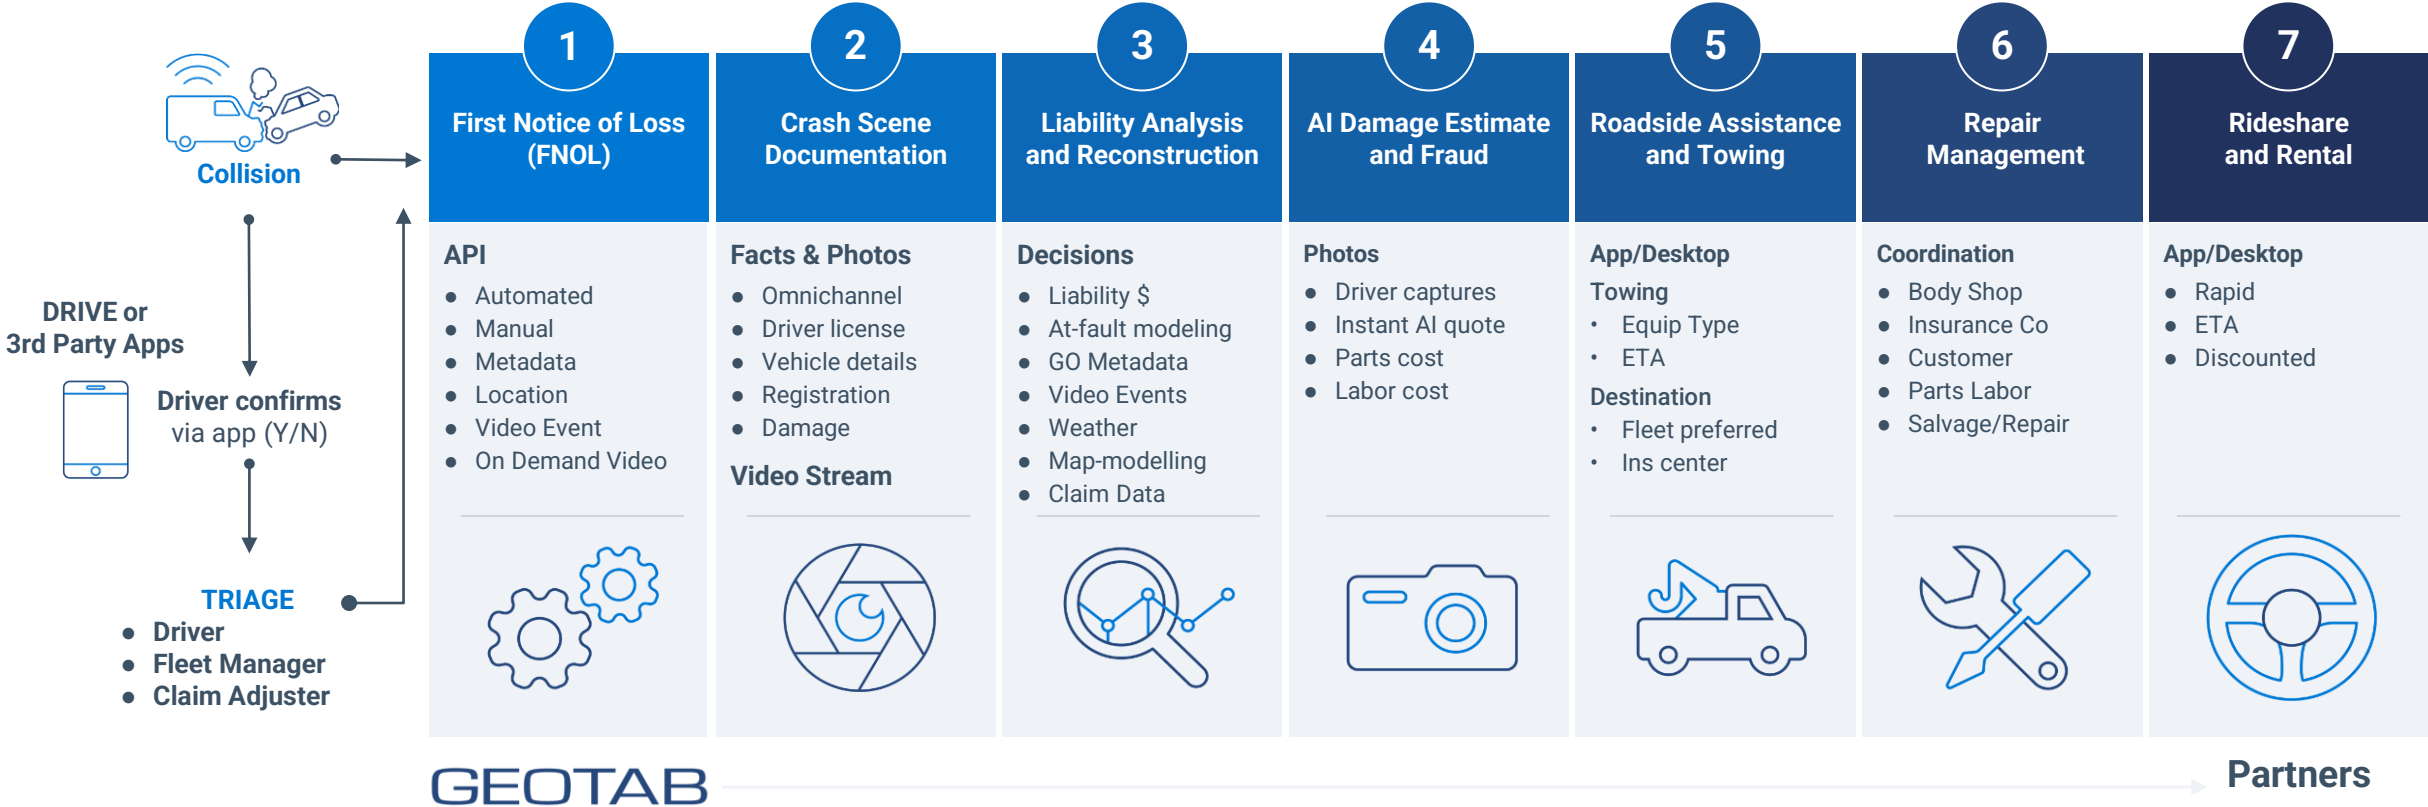 Collision
DRIVE or
3rd Party Apps
Driver confirms
via app (Y/N)
TRIAGE
● Driver
● Fleet Manager
● Claim Adjuster
1
First Notice of Loss
(FNOL)
API
● Automated
● Manual
● Metadata
● Location
● Video Event
● On Demand Video
2
Crash Scene
Documentation
Facts & Photos
● Omnichannel
● Driver license
● Vehicle details
● Registration
● Damage
Video Stream
3
Liability Analysis
and Reconstruction
Decisions
● Liability $
● At-fault modeling
● GO Metadata
● Video Events
● Weather
● Map-modelling
● Claim Data
4
AI Damage Estimate
and Fraud
Photos
● Driver captures
● Instant AI quote
● Parts cost
● Labor cost
5
Roadside Assistance
and Towing
App/Desktop
Towing
• Equip Type
• ETA
Destination
• Fleet preferred
• Ins center
6
Repair
Management
Coordination
● Body Shop
● Insurance Co
● Customer
● Parts Labor
● Salvage/Repair
7
Rideshare
and Rental
App/Desktop
● Rapid
● ETA
● Discounted
GEOTAB
Partners